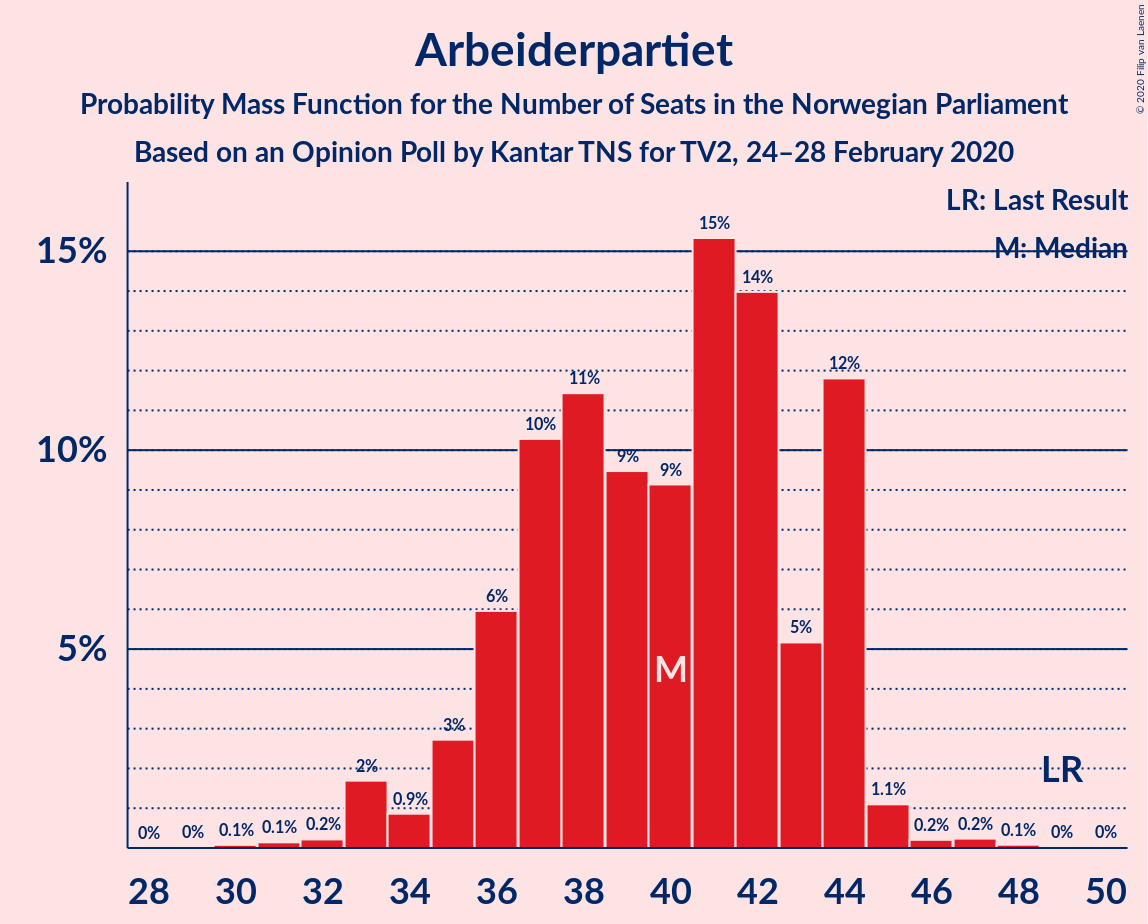 Arbeiderpartiet
Probability Mass Function for the Number of Seats in the Norwegian Parliament
Based on an Opinion Poll by Kantar TNS for TV2, 24–28 February 2020
© 2020 Filip van Laenen
LR: Last Result
M: Median
15%
10%
5%
0%
0%
0.1%
0.1%
0.2%
2%
0.9%
3%
6%
10%
11%
9%
9%
15%
14%
5%
12%
1.1%
0.2%
0.2%
0.1%
0%
0%
M
LR
28 30 32 34 36 38 40 42 44 46 48 50